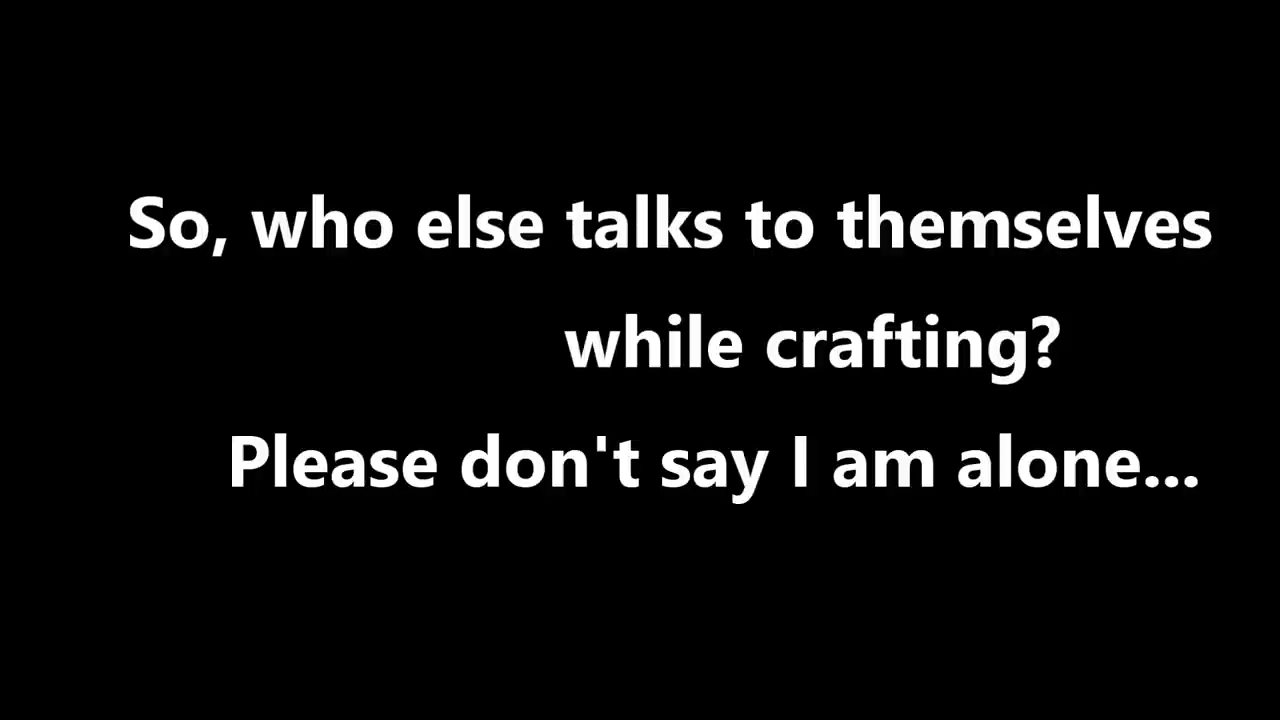 So, who else talks to themselves
while crafting?
Please don't say I am alone...